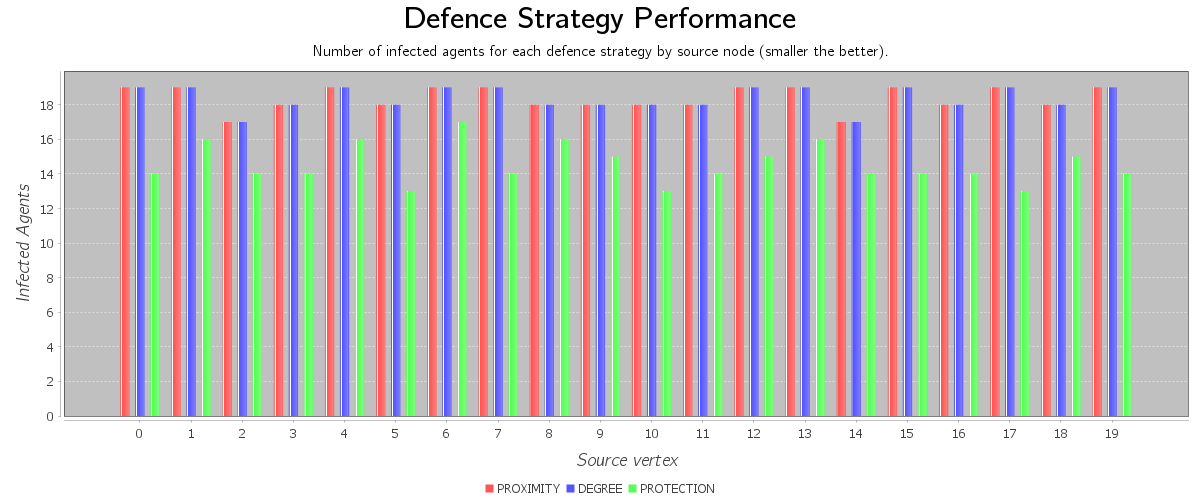 Defence Strategy Performance
Number of infected agents for each defence strategy by source node (smaller the better).
18
16
14
12
10
8
6
4
2
0
Infected Agents
0 1 2 3 4 5 6 7 8 9 10 11 12 13 14 15 16 17 18 19
Source vertex
PROXIMITY DEGREE PROTECTION